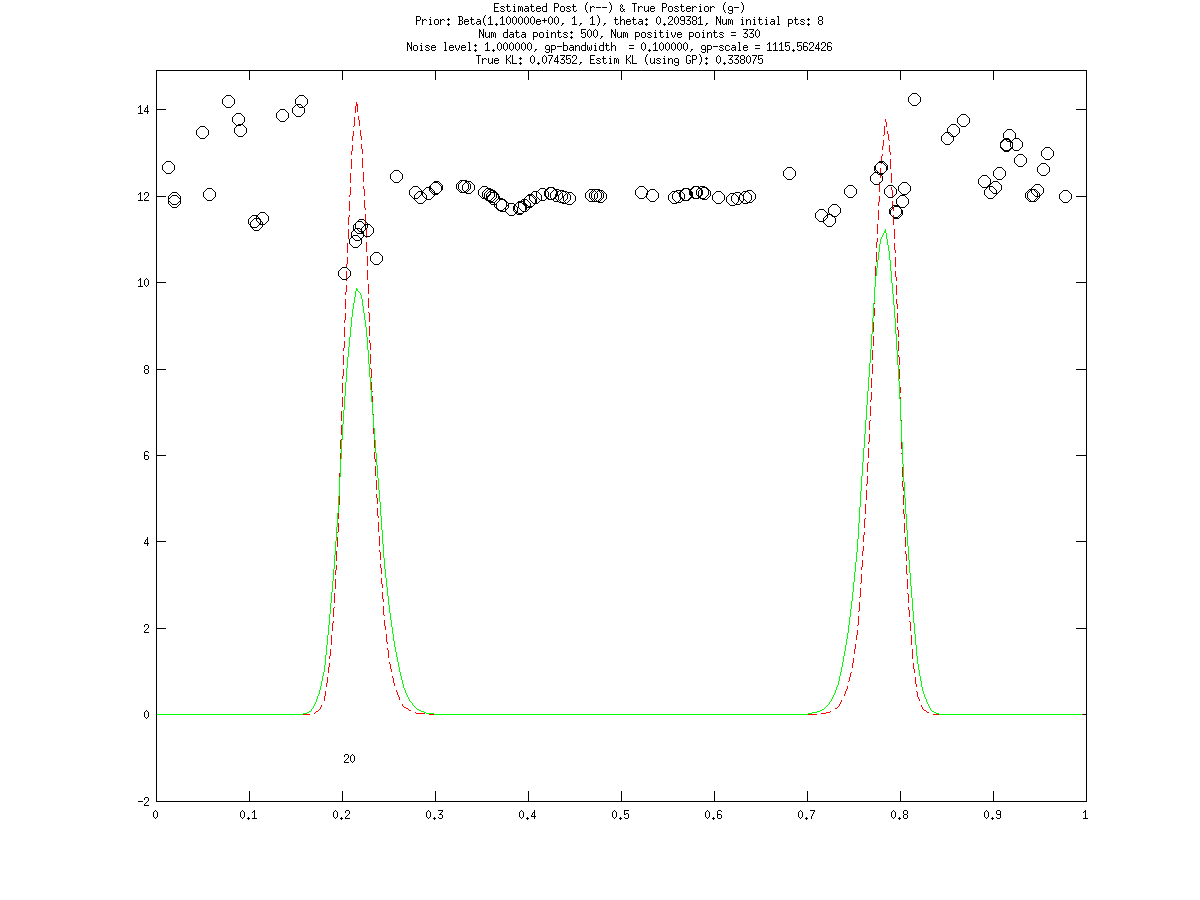 Estimated Post (r--) & True Posterior (g-)
Prior: Beta(1.100000e+00, 1, 1), theta: 0.209381, Num initial pts: 8
Num data points: 500, Num positive points = 330
Noise level: 1.000000, gp-bandwidth  = 0.100000, gp-scale = 1115.562426
True KL: 0.074352, Estim KL (using GP): 0.338075
14
12
10
8
6
4
2
0
20
-2
0 0.1 0.2 0.3 0.4 0.5 0.6 0.7 0.8 0.9 1